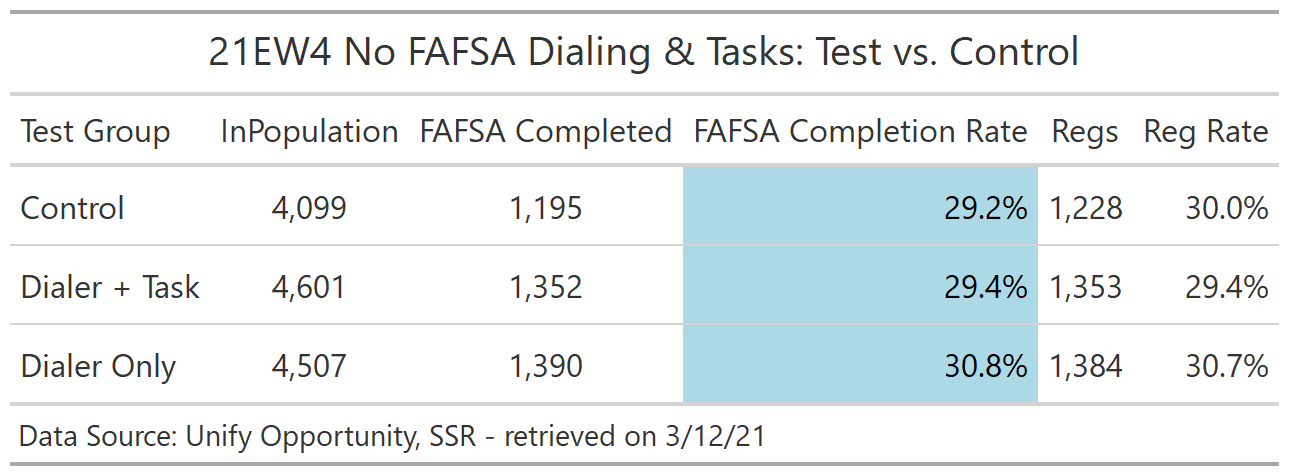 21EW4 No FAFSA Dialing & Tasks: Test vs. Control
Test Group InPopulation FAFSA Completed FAFSA Completion Rate Regs Reg Rate
Control 4,099 1,195 29.2% 1,228 30.0%
Dialer + Task 4,601 1,352 29.4% 1,353 29.4%
Dialer Only 4,507 1,390 30.8% 1,384 30.7%
Data Source: Unify Opportunity, SSR - retrieved on 3/12/21